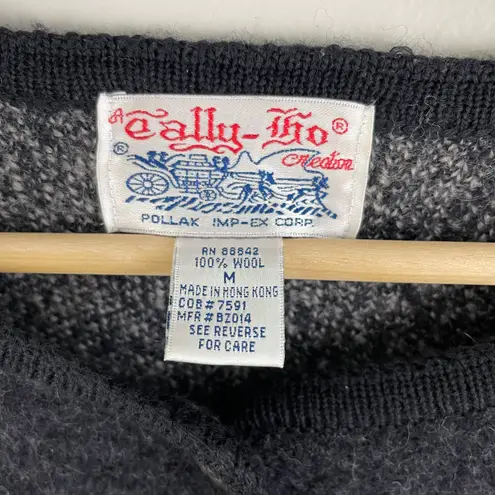 A Tally-Ho®
Creation
®
POLLAK IMP-EX CORP.
RN 88842
100% WOOL
M
MADE IN HONG KONG
COB#7591
MFR#BZ014
SEE REVERSE
FOR CARE